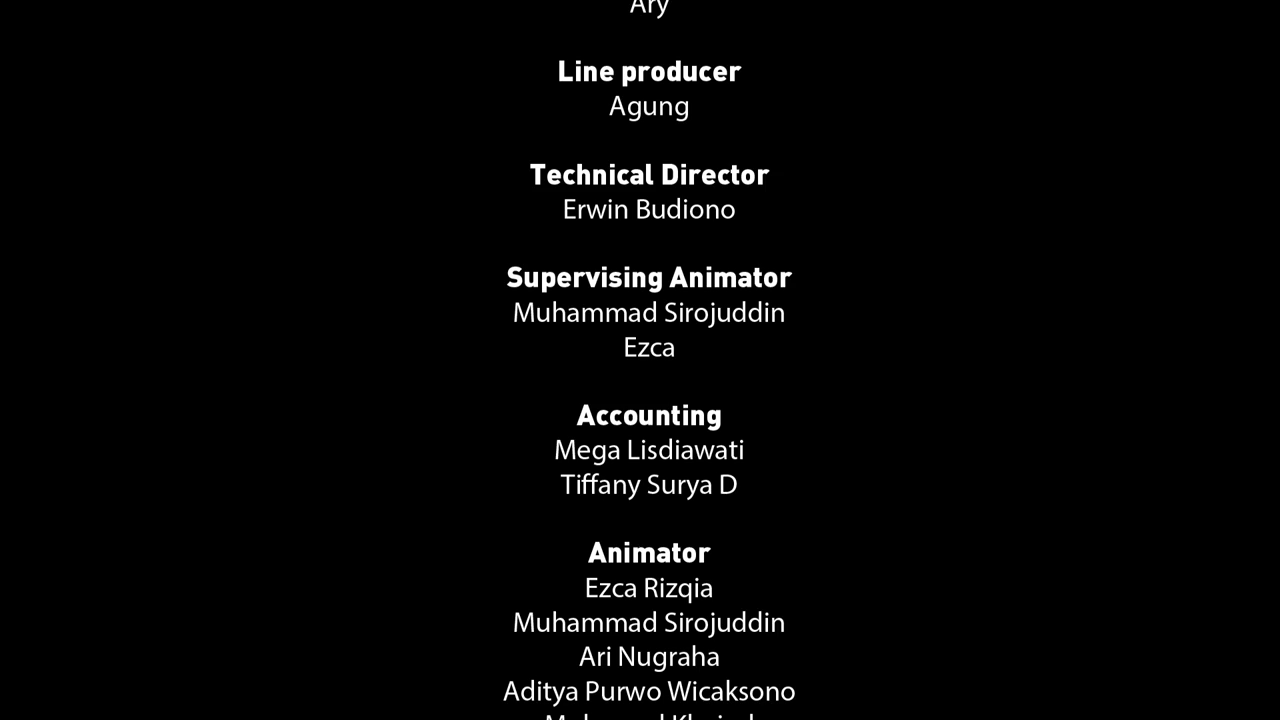 Ary
Line producer
Agung
Technical Director
Erwin Budiono
Supervising Animator
Muhammad Sirojuddin
Ezca
Accounting
Mega Lisdiawati
Tiffany Surya D
Animator
Ezca Rizqia
Muhammad Sirojuddin
Ari Nugraha
Aditya Purwo Wicaksono